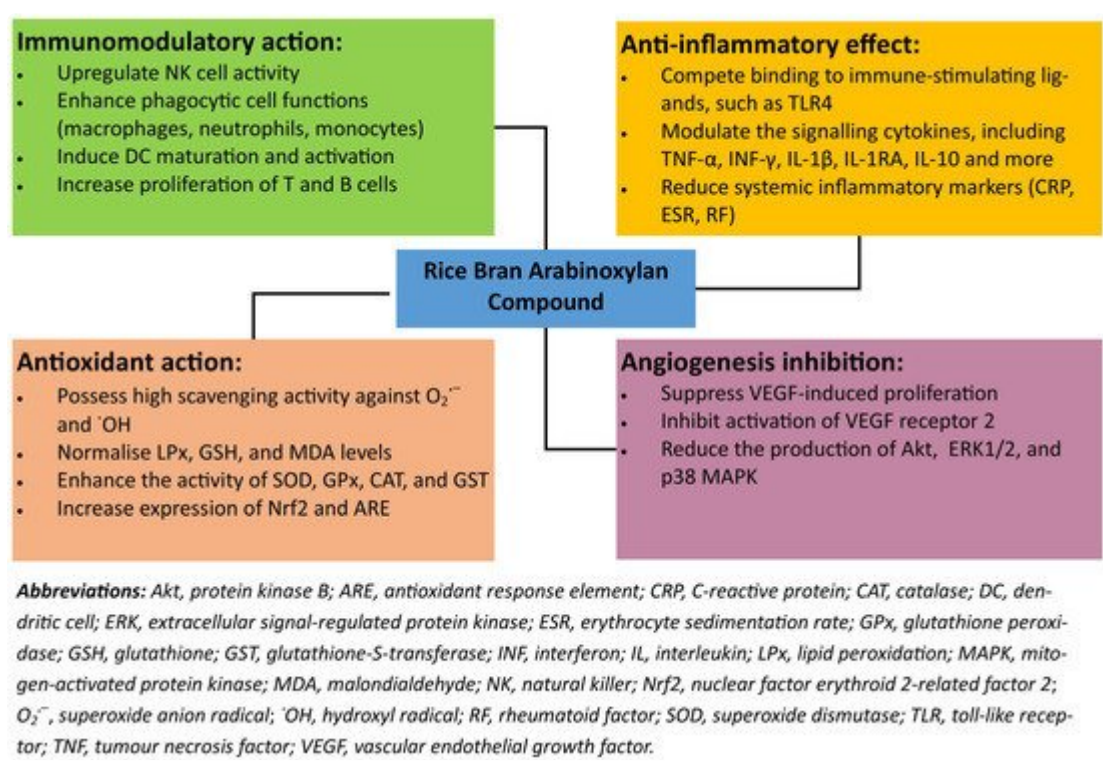 Immunomodulatory action:
• Upregulate NK cell activity
• Enhance phagocytic cell functions
(macrophages, neutrophils, monocytes)
• Induce DC maturation and activation
• Increase proliferation of T and B cells
Anti-inflammatory effect:
• Compete binding to immune-stimulating lig-
ands, such as TLR4
• Modulate the signalling cytokines, including
TNF-α, INF-γ, IL-1β, IL-1RA, IL-10 and more
• Reduce systemic inflammatory markers (CRP,
ESR, RF)
Rice Bran Arabinoxylan
Compound
Antioxidant action:
• Possess high scavenging activity against O₂˙⁻
and ˙OH
• Normalise LPx, GSH, and MDA levels
• Enhance the activity of SOD, GPx, CAT, and GST
• Increase expression of Nrf2 and ARE
Angiogenesis inhibition:
• Suppress VEGF-induced proliferation
• Inhibit activation of VEGF receptor 2
• Reduce the production of Akt, ERK1/2, and
p38 MAPK
Abbreviations: Akt, protein kinase B; ARE, antioxidant response element; CRP, C-reactive protein; CAT, catalase; DC, den-
dritic cell; ERK, extracellular signal-regulated protein kinase; ESR, erythrocyte sedimentation rate; GPx, glutathione peroxi-
dase; GSH, glutathione; GST, glutathione-S-transferase; INF, interferon; IL, interleukin; LPx, lipid peroxidation; MAPK, mito-
gen-activated protein kinase; MDA, malondialdehyde; NK, natural killer; Nrf2, nuclear factor erythroid 2-related factor 2;
O₂˙⁻, superoxide anion radical; ˙OH, hydroxyl radical; RF, rheumatoid factor; SOD, superoxide dismutase; TLR, toll-like recep-
tor; TNF, tumour necrosis factor; VEGF, vascular endothelial growth factor.